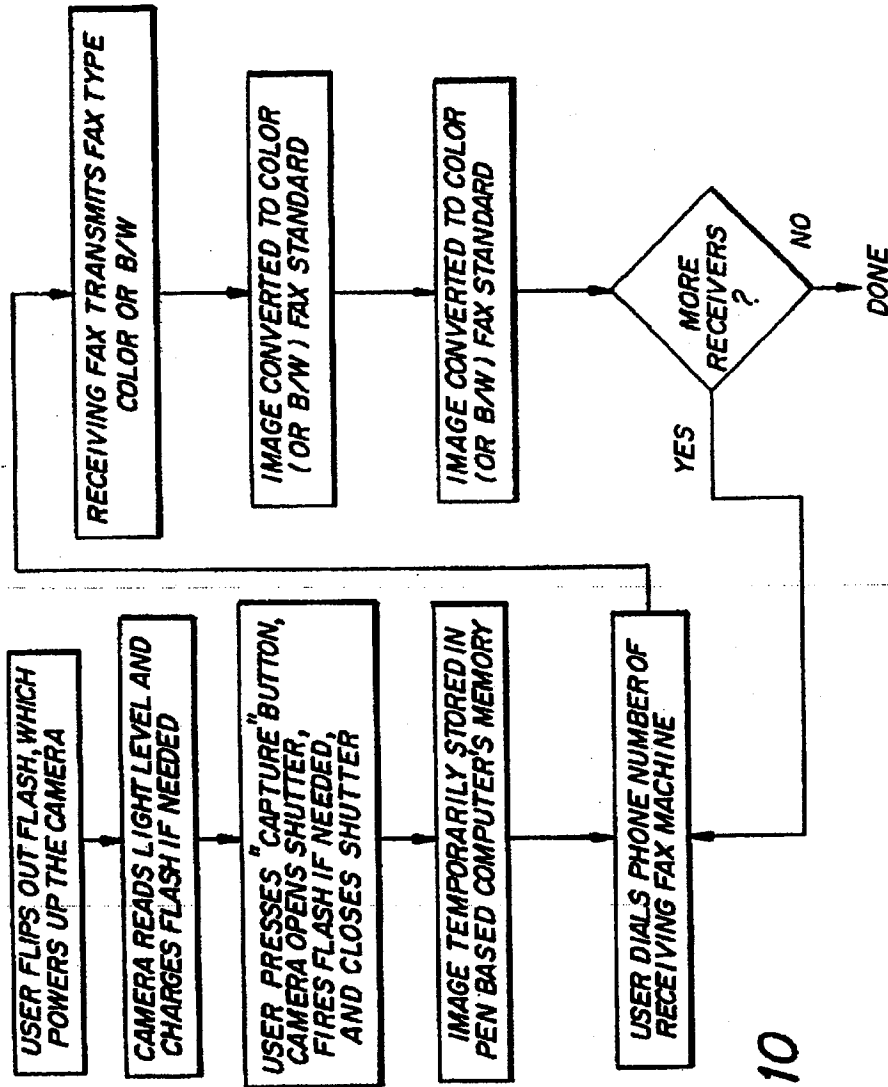 USER FLIPS OUT FLASH, WHICH
POWERS UP THE CAMERA
CAMERA READS LIGHT LEVEL AND
CHARGES FLASH IF NEEDED
USER PRESSES "CAPTURE" BUTTON,
CAMERA OPENS SHUTTER,
FIRES FLASH IF NEEDED,
AND CLOSES SHUTTER
IMAGE TEMPORARILY STORED IN
PEN BASED COMPUTER'S MEMORY
USER DIALS PHONE NUMBER OF
RECEIVING FAX MACHINE
RECEIVING FAX TRANSMITS FAX TYPE
COLOR OR B/W
IMAGE CONVERTED TO COLOR
(OR B/W) FAX STANDARD
IMAGE CONVERTED TO COLOR
(OR B/W) FAX STANDARD
MORE
RECEIVERS
?
YES
NO
DONE
10